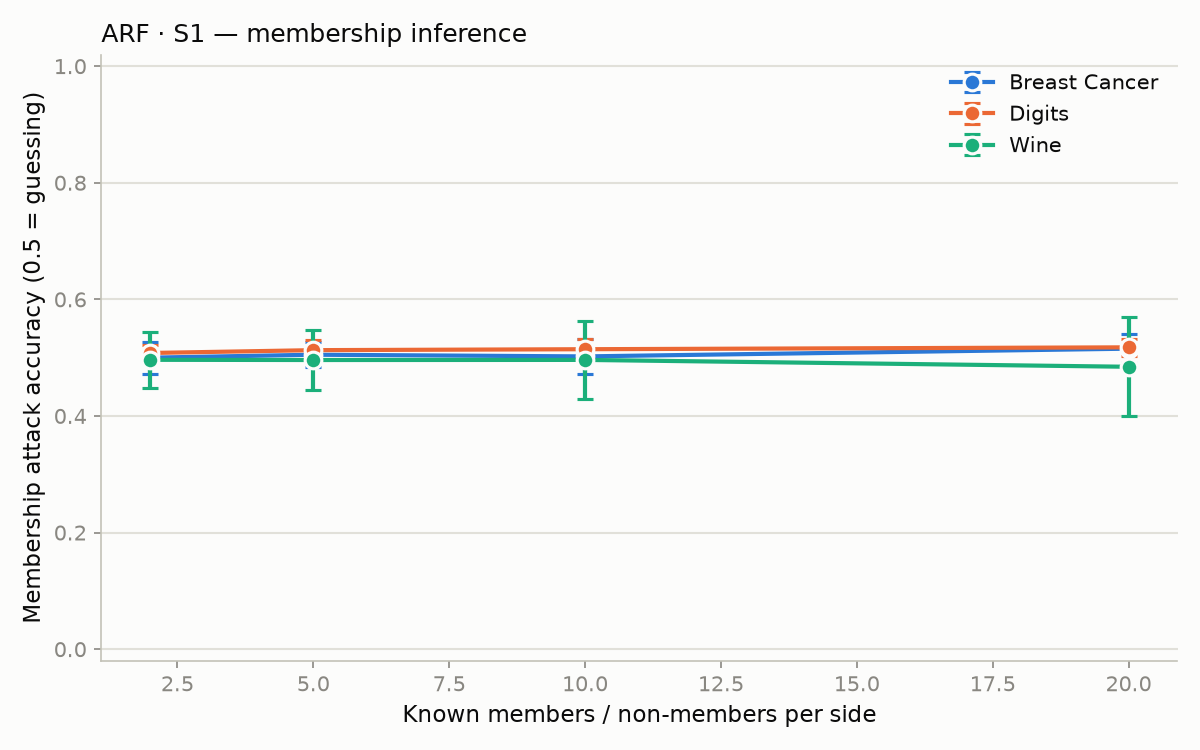 ARF · S1 — membership inference
Membership attack accuracy (0.5 = guessing)
1.0
0.8
0.6
0.4
0.2
0.0
Breast Cancer
Digits
Wine
2.5 5.0 7.5 10.0 12.5 15.0 17.5 20.0
Known members / non-members per side